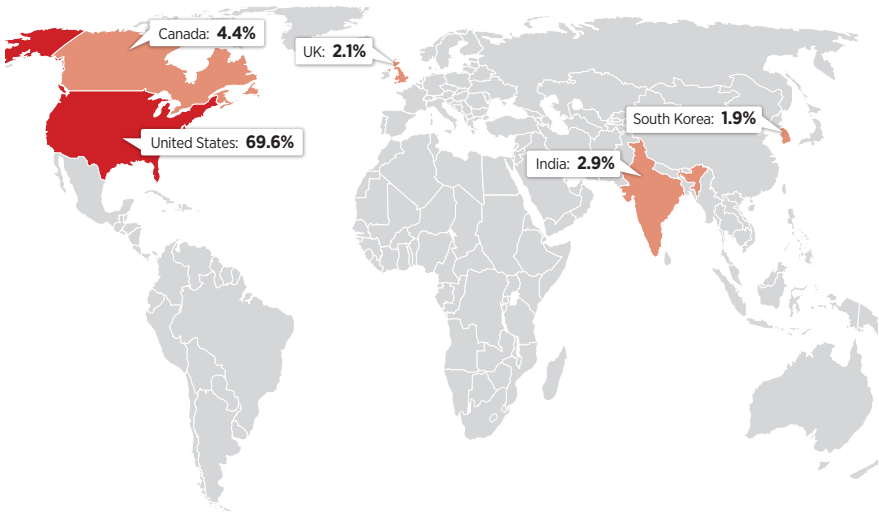 Canada: 4.4%
UK: 2.1%
South Korea: 1.9%
United States: 69.6%
India: 2.9%